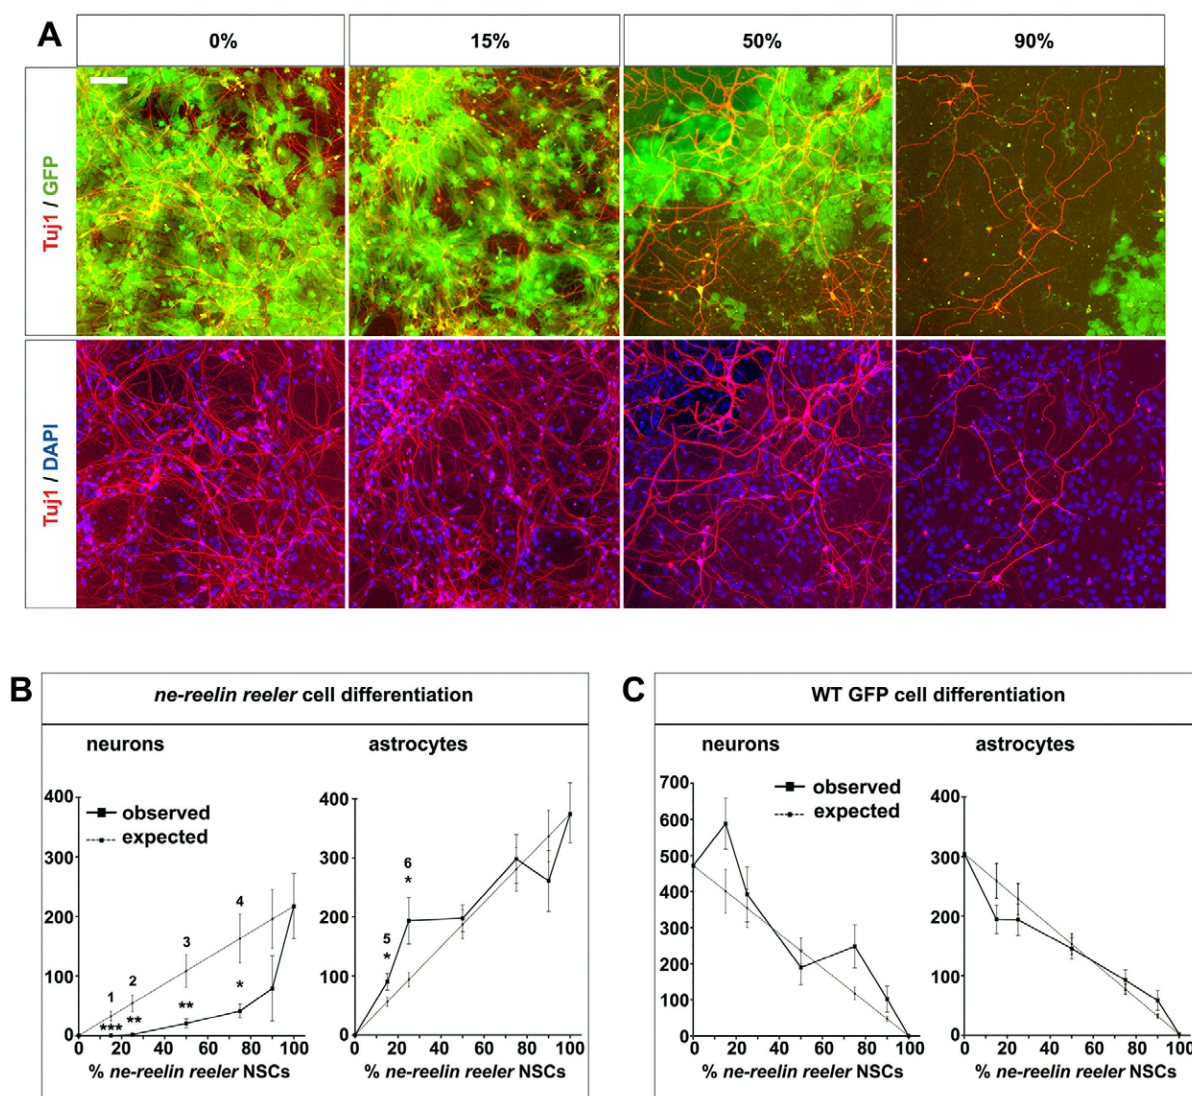 A
0% 15% 50% 90%
Tuj1 / GFP
Tuj1 / DAPI
B
ne-reelin reeler cell differentiation
neurons astrocytes
400
300
200
100
0
observed
expected
1
2
3
4
***
**
**
*
0 20 40 60 80 100
% ne-reelin reeler NSCs
400
300
200
100
0
5
*
6
*
0 20 40 60 80 100
% ne-reelin reeler NSCs
C
WT GFP cell differentiation
neurons astrocytes
700
600
500
400
300
200
100
0
observed
expected
0 20 40 60 80 100
% ne-reelin reeler NSCs
400
300
200
100
0
0 20 40 60 80 100
% ne-reelin reeler NSCs